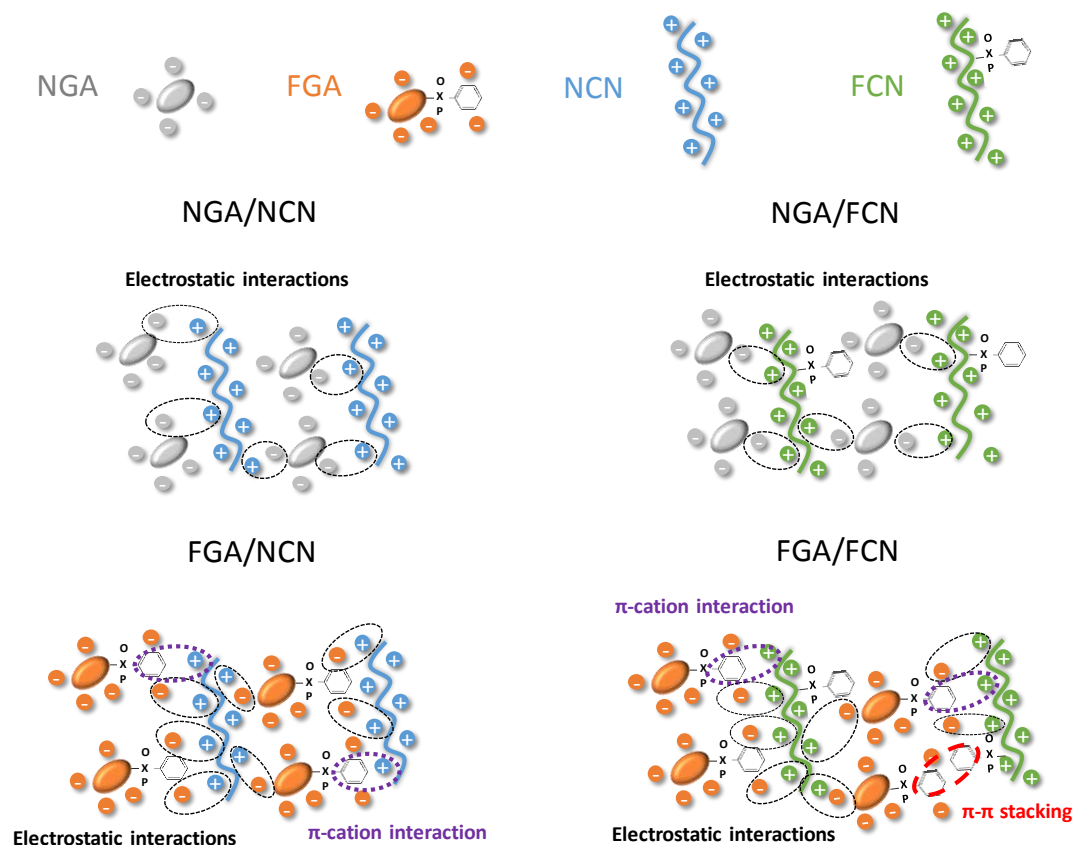 NGA
FGA
O
X
P
NCN
FCN
O
X
P
NGA/NCN
NGA/FCN
Electrostatic interactions
Electrostatic interactions
O
X
P
O
X
P
FGA/NCN
FGA/FCN
π-cation interaction
O
X
P
O
X
P
O
X
P
O
X
P
O
X
P
O
X
P
O
X
P
O
X
P
O
X
P
O
X
P
Electrostatic interactions
π-cation interaction
Electrostatic interactions
π-π stacking